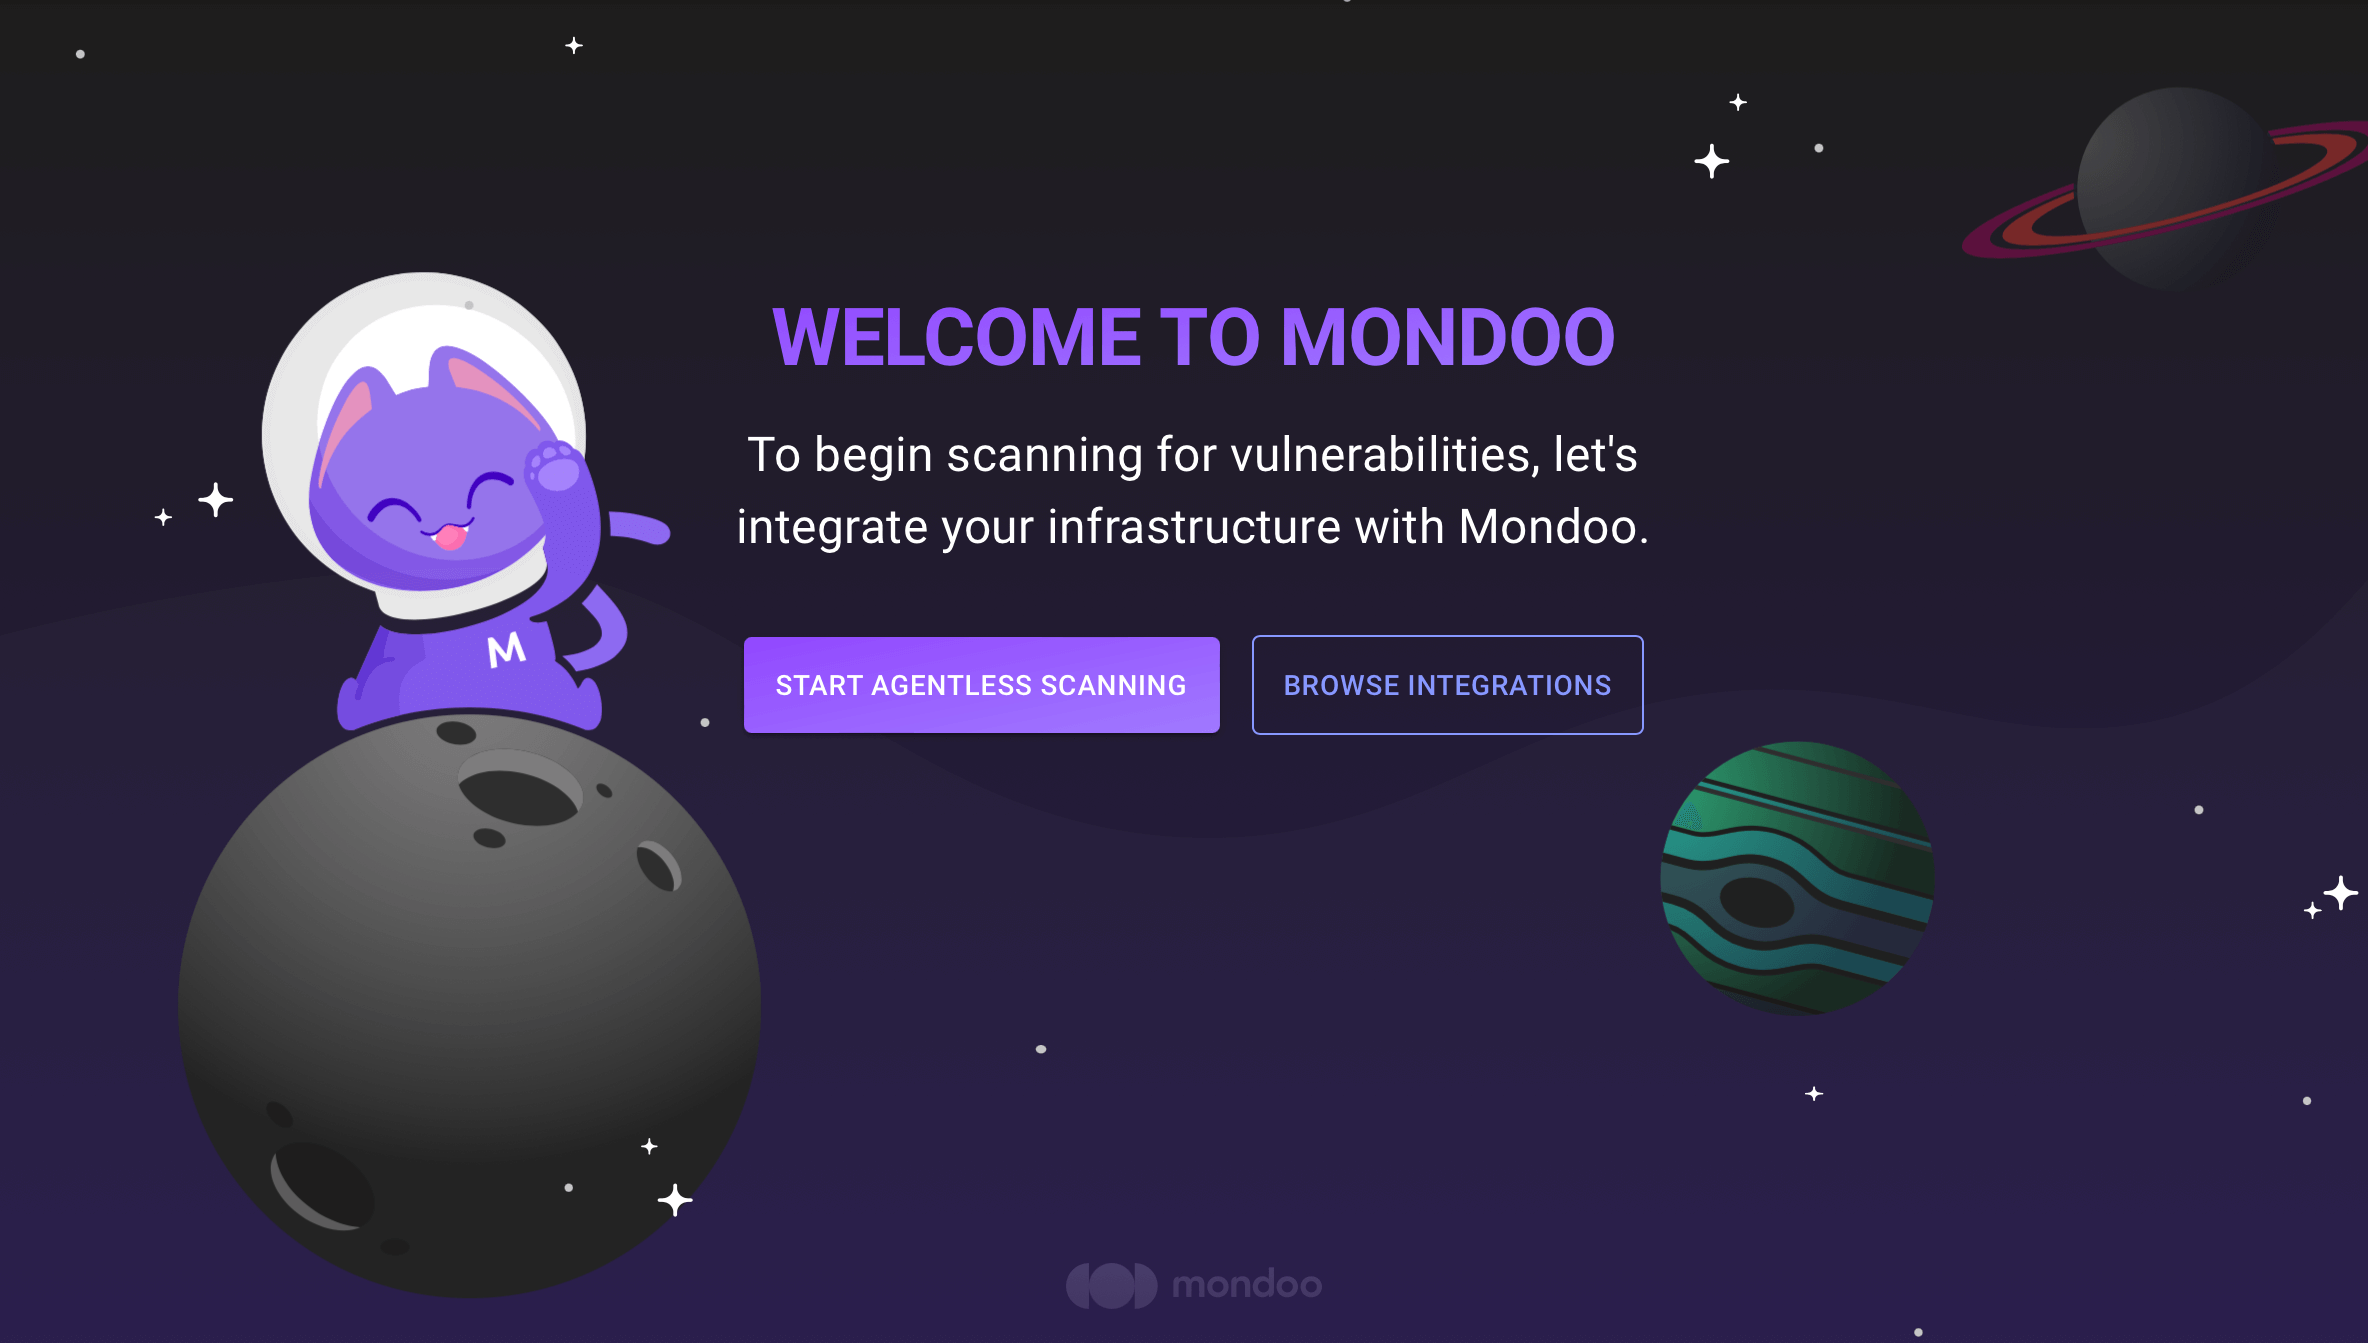 WELCOME TO MONDOO
To begin scanning for vulnerabilities, let's
integrate your infrastructure with Mondoo.
M
START AGENTLESS SCANNING
BROWSE INTEGRATIONS
mondoo